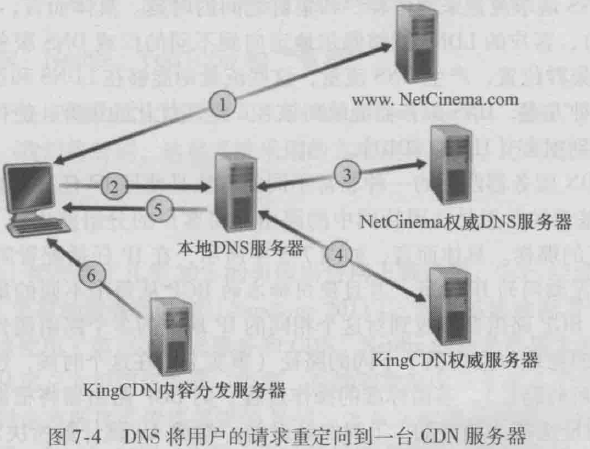 1
www. NetCinema.com
2
3
5
NetCinema权威DNS服务器
本地DNS服务器
4
6
KingCDN权威服务器
KingCDN内容分发服务器
图 7-4 DNS 将用户的请求重定向到一台 CDN 服务器